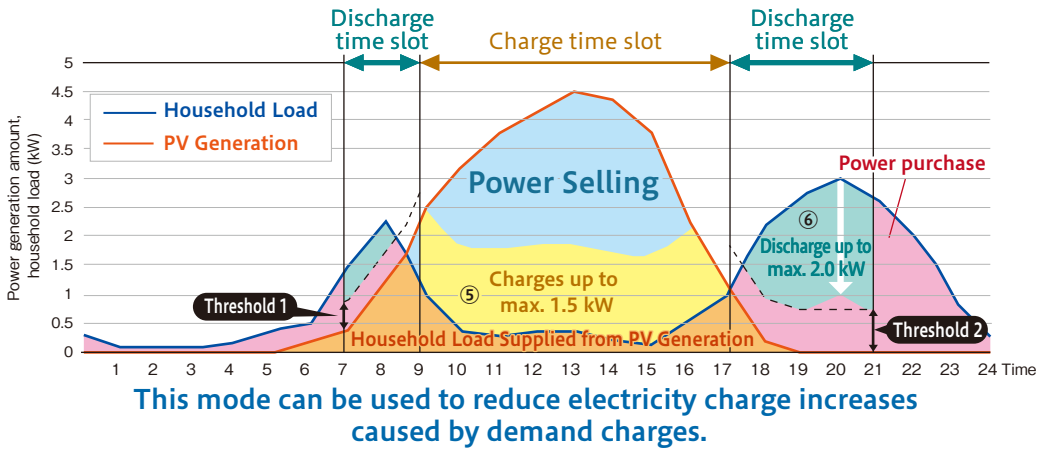 Discharge
time slot
Charge time slot
Discharge
time slot
Power generation amount,
household load (kW)
5
4.5
4
3.5
3
2.5
2
1.5
1
0.5
0
Household Load
PV Generation
Power Selling
Power purchase
⑥
Discharge up to
max. 2.0 kW
⑤
Charges up to
max. 1.5 kW
Threshold 1
Threshold 2
Household Load Supplied from PV Generation
1 2 3 4 5 6 7 8 9 10 11 12 13 14 15 16 17 18 19 20 21 22 23 24 Time
This mode can be used to reduce electricity charge increases
caused by demand charges.